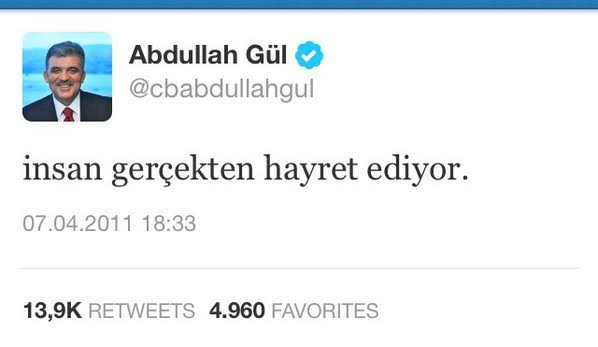 Abdullah Gül
@cbabdullahgul
insan gerçekten hayret ediyor.
07.04.2011 18:33
13,9K RETWEETS 4.960 FAVORITES